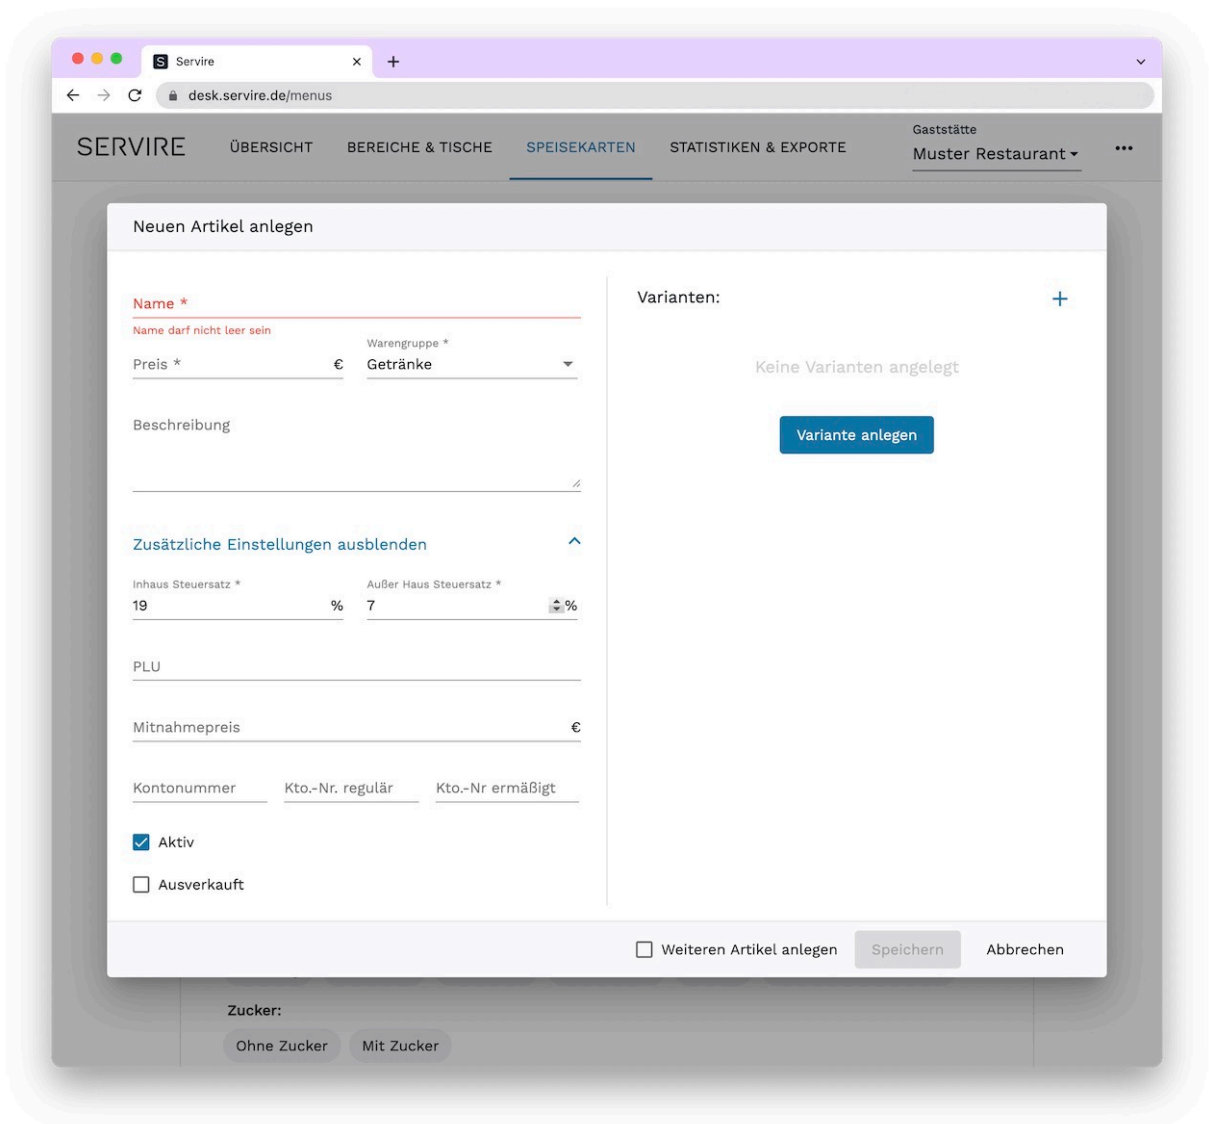 S Servire
desk.servire.de/menus
SERVIRE ÜBERSICHT BEREICHE & TISCHE SPEISEKARTEN STATISTIKEN & EXPORTE
Gaststätte
Muster Restaurant
Neuen Artikel anlegen
Name *
Name darf nicht leer sein
Preis * €
Warengruppe *
Getränke
Beschreibung
Zusätzliche Einstellungen ausblenden
Inhaus Steuersatz *
19 %
Außer Haus Steuersatz *
7 %
PLU
Mitnahmepreis €
Kontonummer Kto.-Nr. regulär Kto.-Nr ermäßigt
Aktiv
Ausverkauft
Varianten:
Keine Varianten angelegt
Variante anlegen
Weiteren Artikel anlegen Speichern Abbrechen
Zucker:
Ohne Zucker Mit Zucker